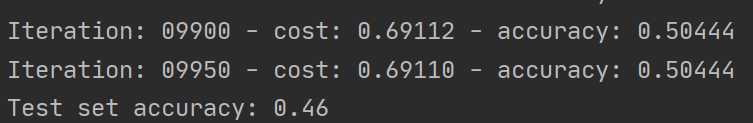 Iteration: 09900 - cost: 0.69112 - accuracy: 0.50444
Iteration: 09950 - cost: 0.69110 - accuracy: 0.50444
Test set accuracy: 0.46